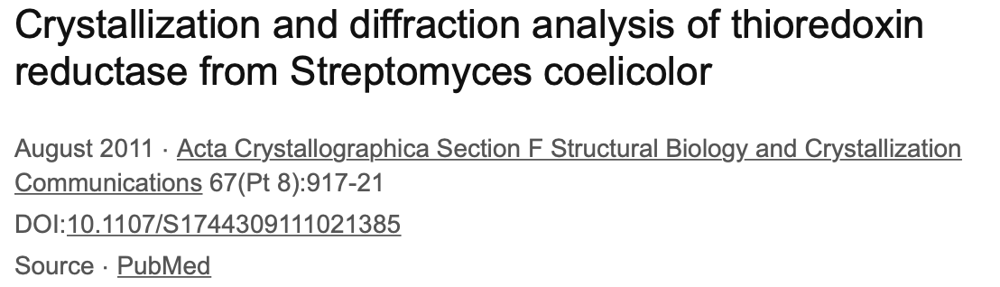 Crystallization and diffraction analysis of thioredoxin
reductase from Streptomyces coelicolor
August 2011 · Acta Crystallographica Section F Structural Biology and Crystallization
Communications 67(Pt 8):917-21
DOI:10.1107/S1744309111021385
Source · PubMed